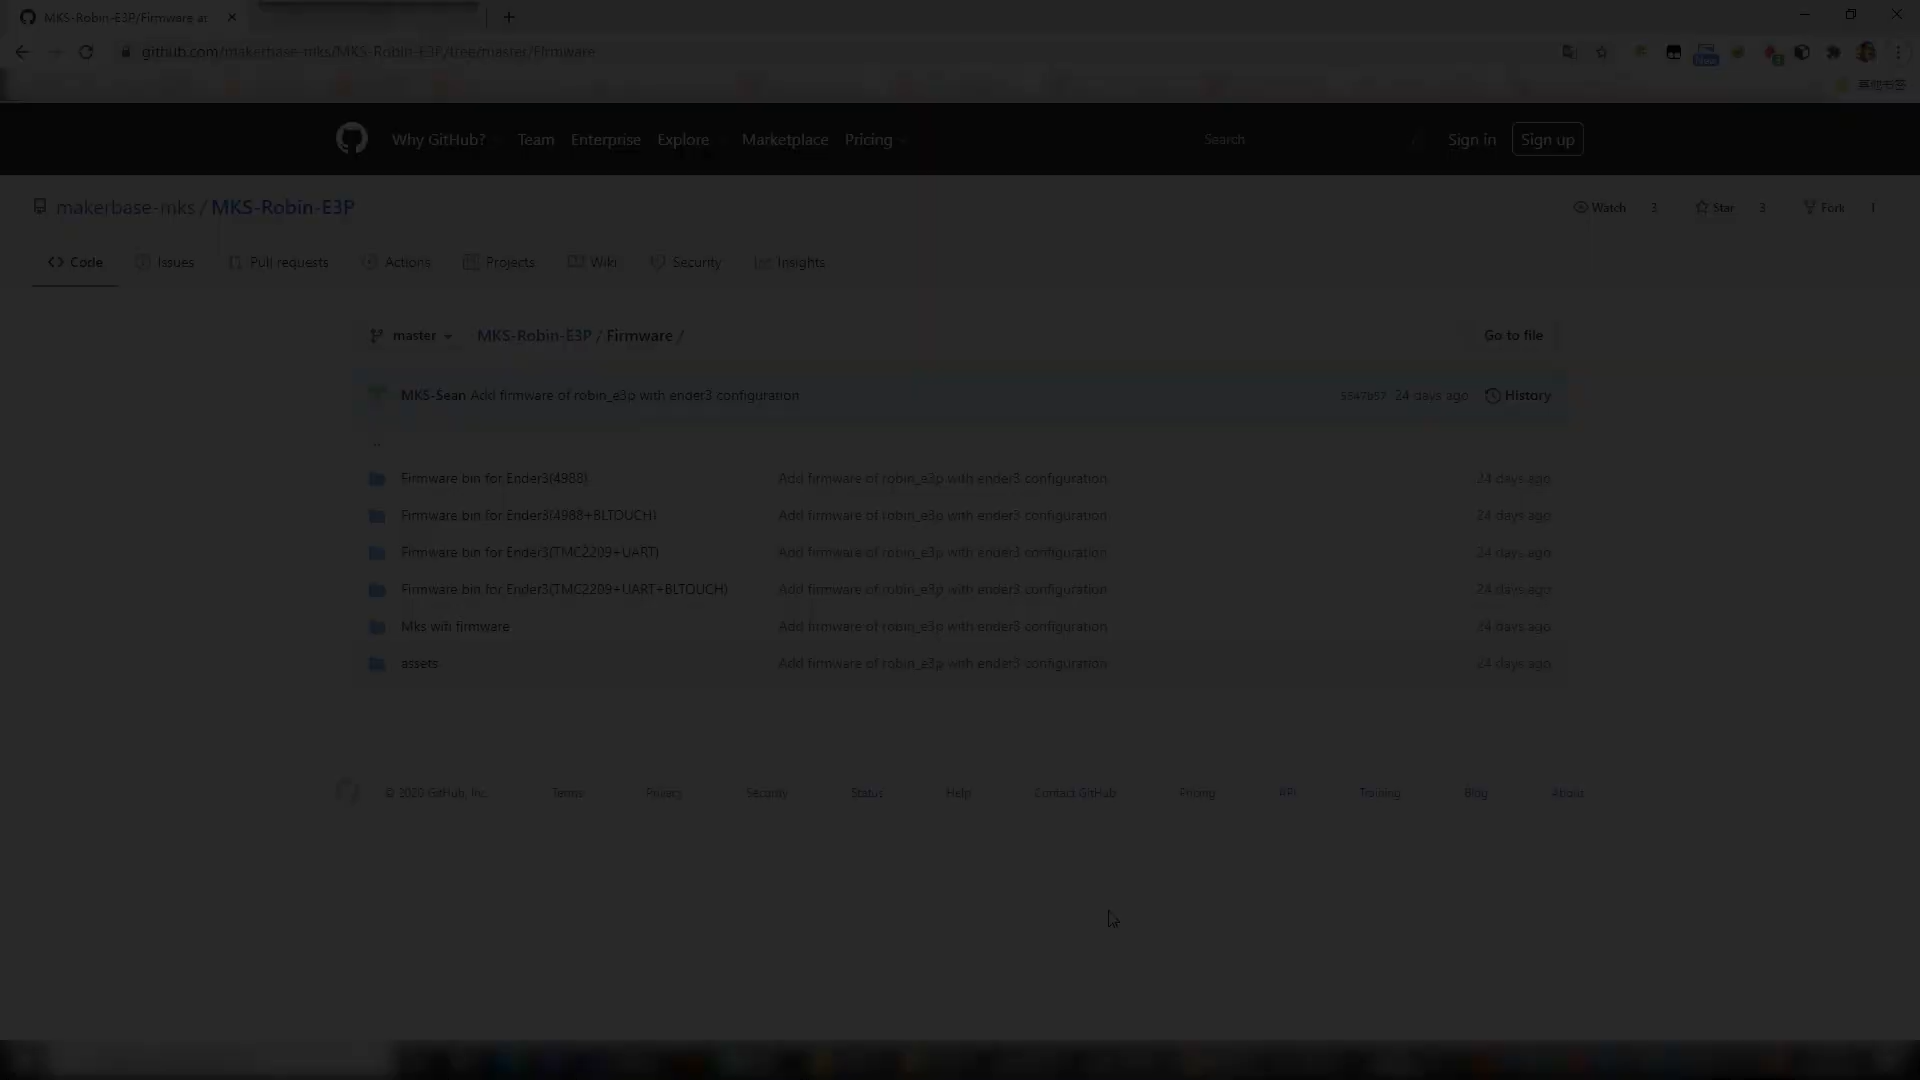 MKS-Robin-E3P/Firmware at
github.com/makerbase-mks/MKS-Robin-E3P/tree/master/Firmware
New
其他书签
Why GitHub? Team Enterprise Explore Marketplace Pricing Search Sign in Sign up
makerbase-mks / MKS-Robin-E3P Watch 3 Star 3 Fork 1
Code Issues Pull requests Actions Projects Wiki Security Insights
master MKS-Robin-E3P / Firmware / Go to file
MKS-Sean Add firmware of robin_e3p with ender3 configuration 24 days ago History
..
Firmware bin for Ender3(4988) Add firmware of robin_e3p with ender3 configuration 24 days ago
Firmware bin for Ender3(4988+BLTOUCH) Add firmware of robin_e3p with ender3 configuration 24 days ago
Firmware bin for Ender3(TMC2209+UART) Add firmware of robin_e3p with ender3 configuration 24 days ago
Firmware bin for Ender3(TMC2209+UART+BLTOUCH) Add firmware of robin_e3p with ender3 configuration 24 days ago
Mks wifi firmware Add firmware of robin_e3p with ender3 configuration 24 days ago
assets Add firmware of robin_e3p with ender3 configuration 24 days ago
© 2020 GitHub, Inc. Terms Privacy Security Status Help Contact GitHub Pricing API Training Blog About